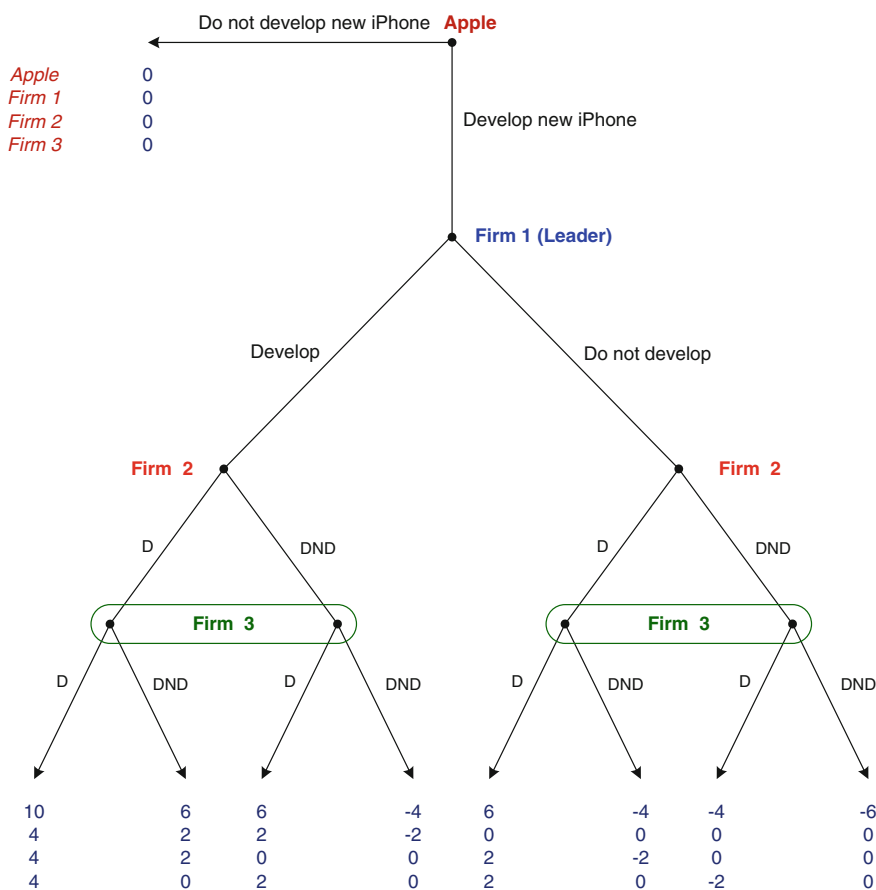 Do not develop new iPhone Apple
Apple 0
Firm 1 0
Firm 2 0
Firm 3 0
Develop new iPhone
Firm 1 (Leader)
Develop
Do not develop
Firm 2 Firm 2
D DND D DND
Firm 3 Firm 3
D DND D DND D DND D DND
10 6 6 -4 6 -4 -4 -6
4 2 2 -2 0 0 0 0
4 2 0 0 2 -2 0 0
4 0 2 0 2 0 -2 0